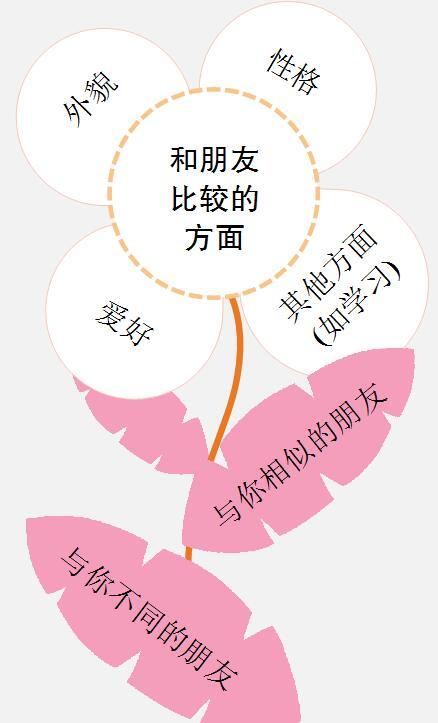 外貌
性格
和朋友
比较的
方面
爱好
其他方面
(如学习)
与你相似的朋友
与你不同的朋友